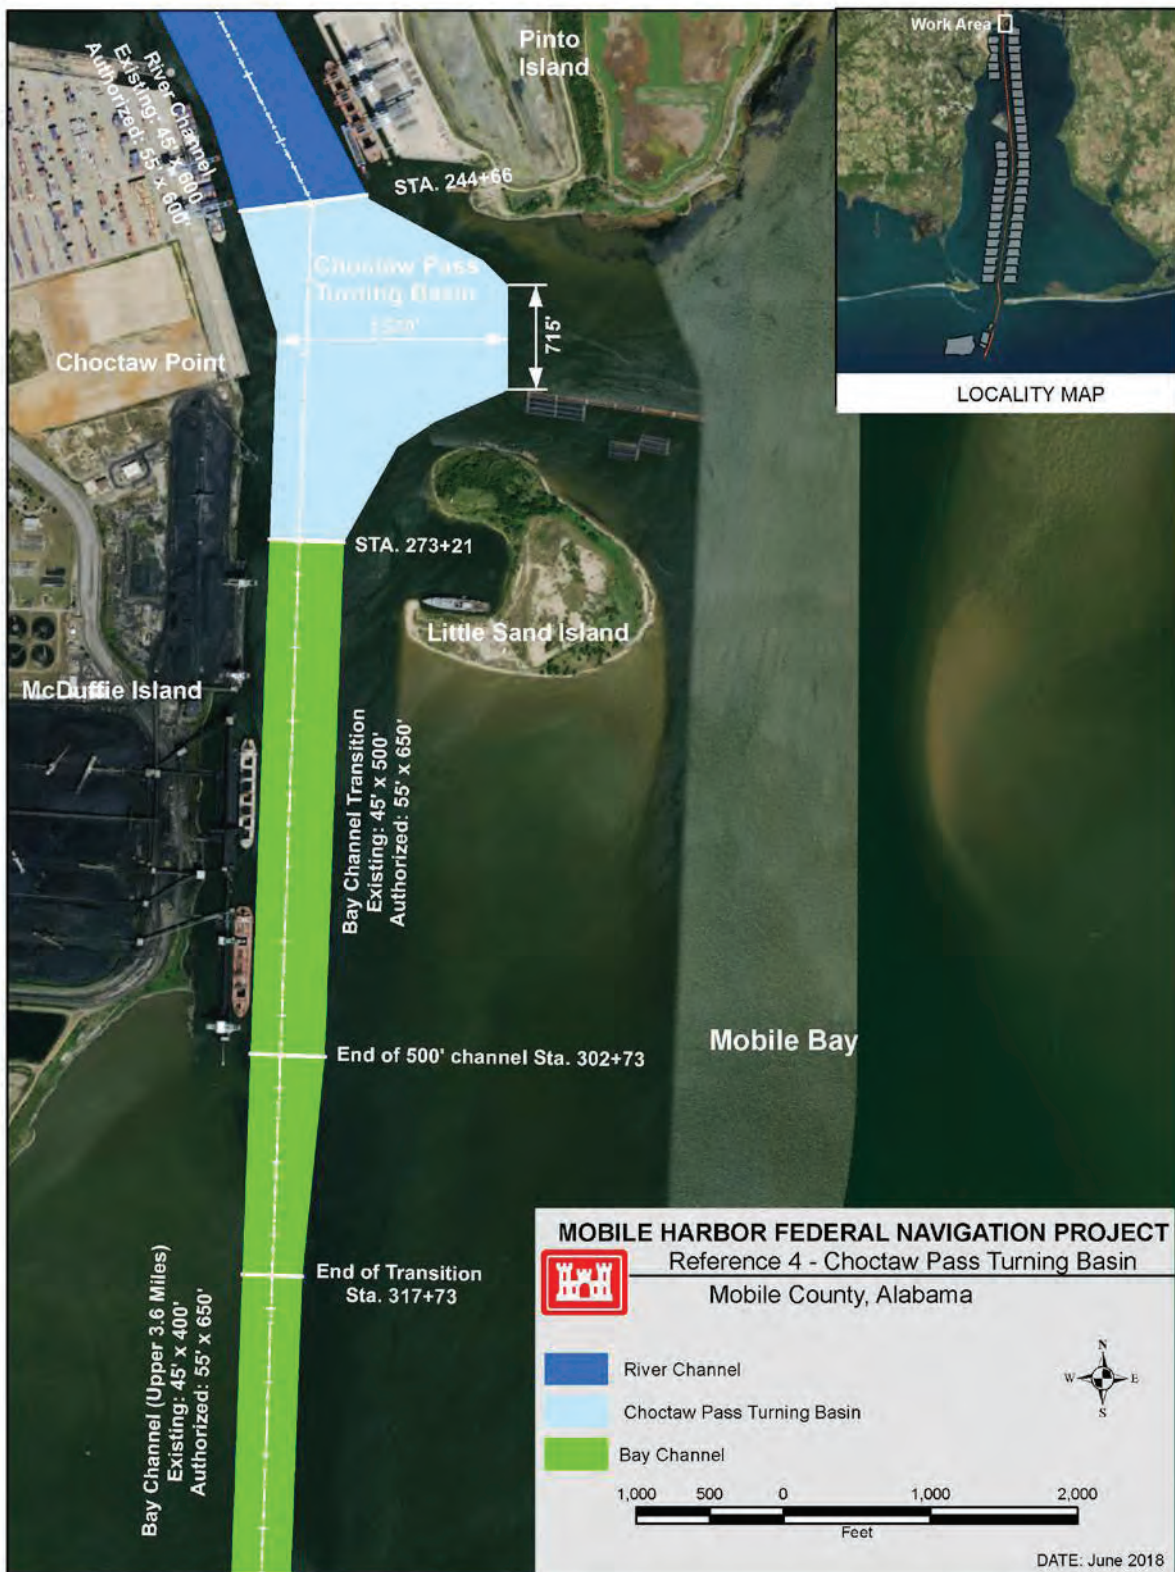 Work Area
LOCALITY MAP
Pinto
Island
River Channel
Existing: 45' x 600'
Authorized: 55' x 600'
STA. 244+66
Choctaw Pass
Turning Basin
715'
Choctaw Point
STA. 273+21
Little Sand Island
McDuffie Island
Bay Channel Transition
Existing: 45' x 500'
Authorized: 55' x 650'
Mobile Bay
End of 500' channel Sta. 302+73
End of Transition
Sta. 317+73
Bay Channel (Upper 3.6 Miles)
Existing: 45' x 400'
Authorized: 55' x 650'
MOBILE HARBOR FEDERAL NAVIGATION PROJECT
Reference 4 - Choctaw Pass Turning Basin
Mobile County, Alabama
River Channel
Choctaw Pass Turning Basin
Bay Channel
N
W E
S
1,000 500 0 1,000 2,000
Feet
DATE: June 2018